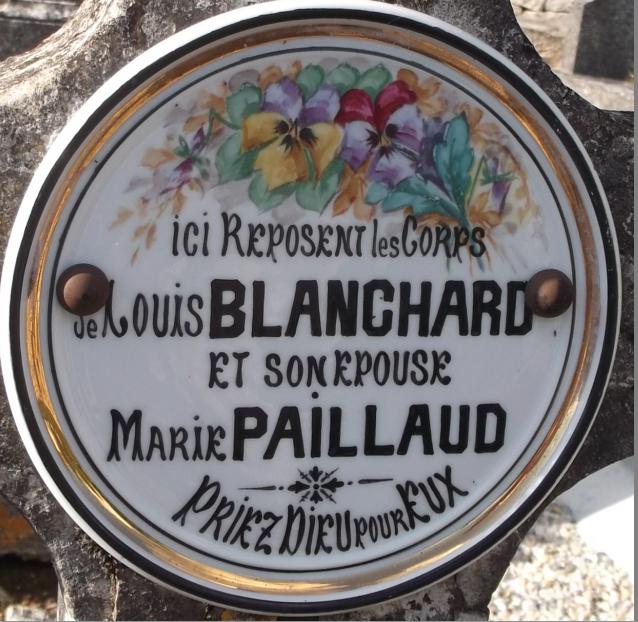 ici REPOSENT les CORPS
de Louis BLANCHARD
ET SON EPOUSE
MARIE PAiLLAUD
PRiEZ DiEU pour EUX